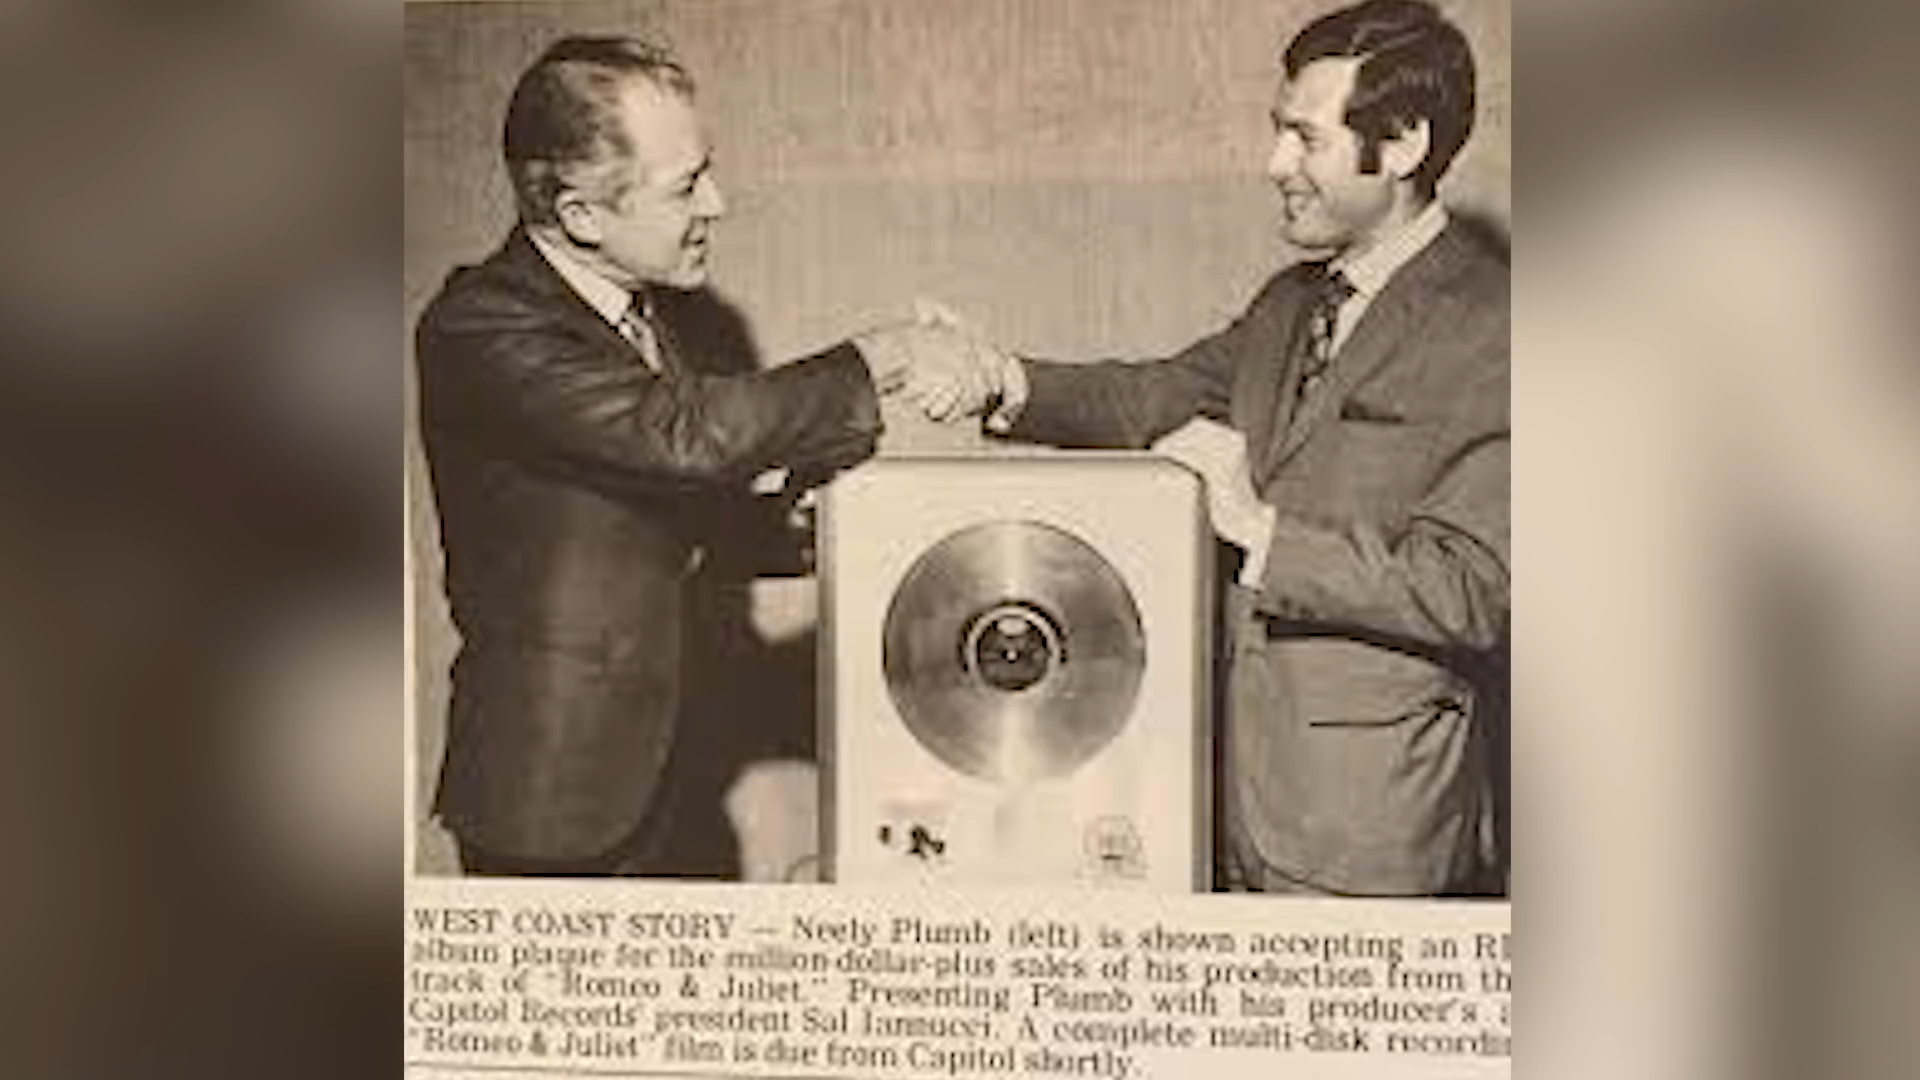 WEST COAST STORY — Neely Plumb (left) is shown accepting an RI
album plaque for the million-dollar-plus sales of his production from th
track of "Romeo & Juliet." Presenting Plumb with his producer's a
Capitol Records' president Sal Iannucci. A complete multi-disk recordin
"Romeo & Juliet" film is due from Capitol shortly.